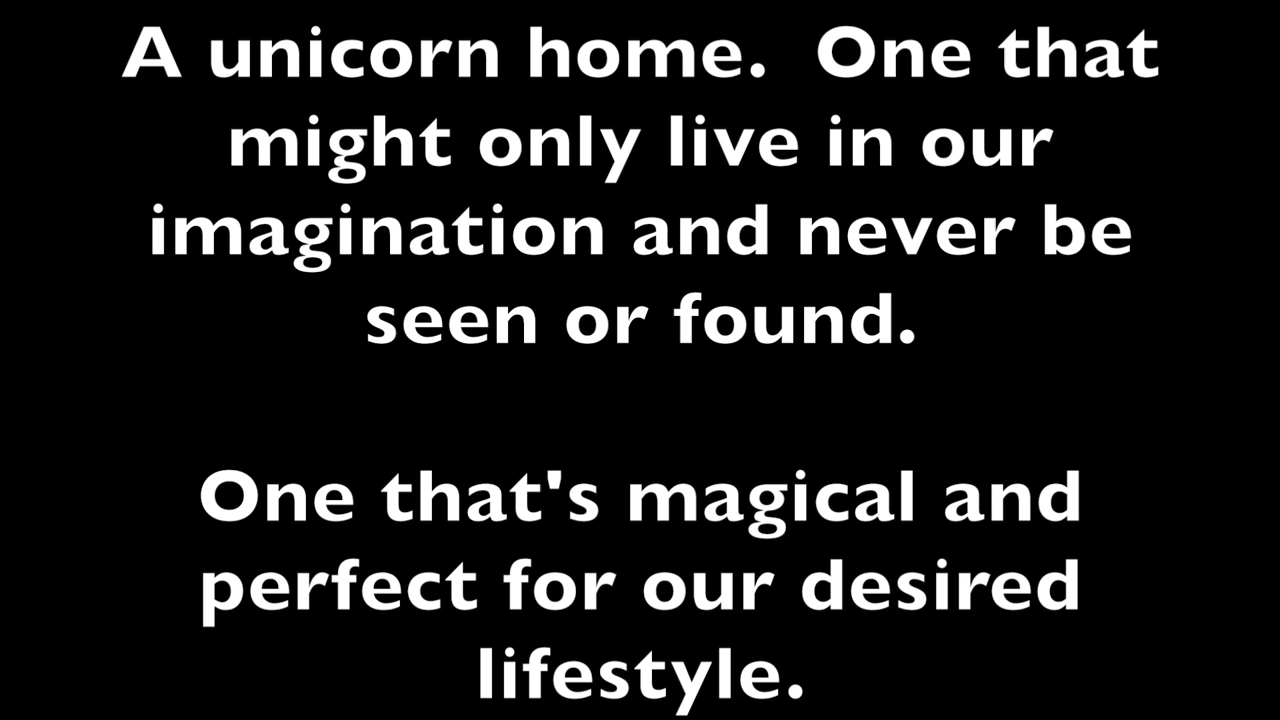 A unicorn home.  One that
might only live in our
imagination and never be
seen or found.
One that's magical and
perfect for our desired
lifestyle.